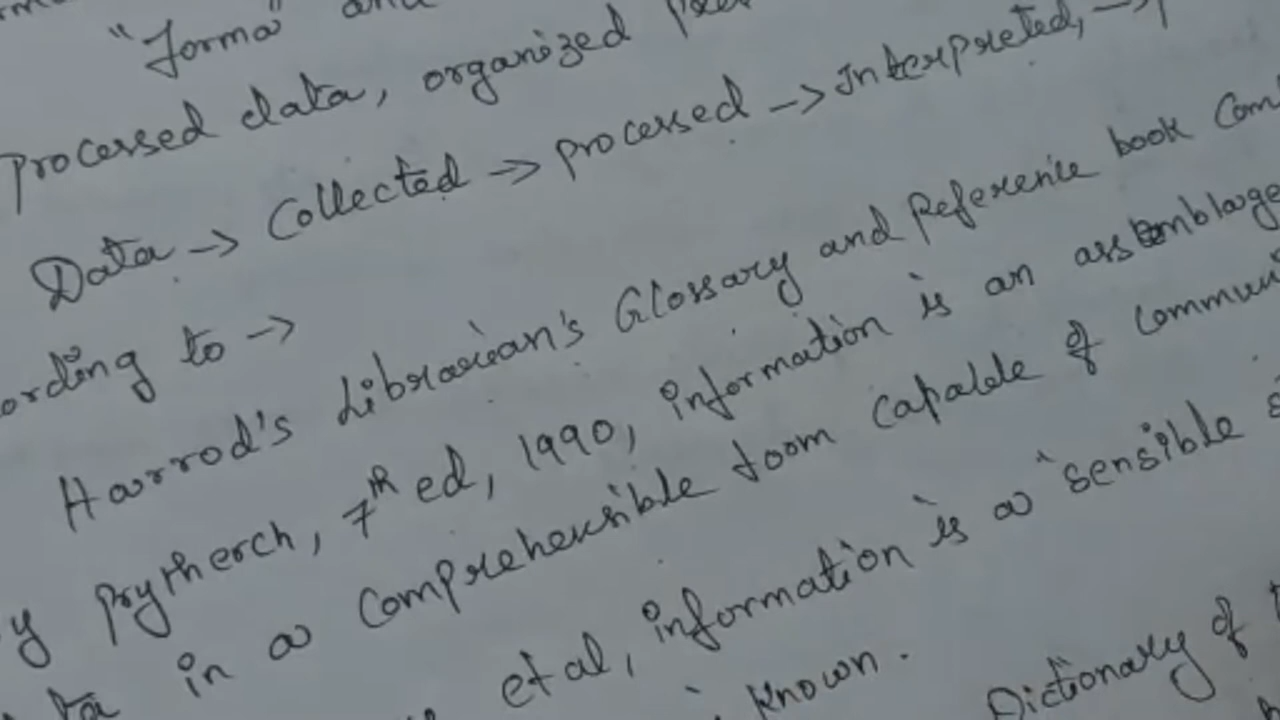 "forma" and
Processed data, organized
Data → Collected → processed → Interpreted, →
ording to →
Harrod's Librarian's Glossary and Reference book Com
y Prytherch, 7th ed, 1990, information is an assemblage
ta in a Comprehensible form capable of Communi
et al, information is a "sensible s
known.
Dictionary of